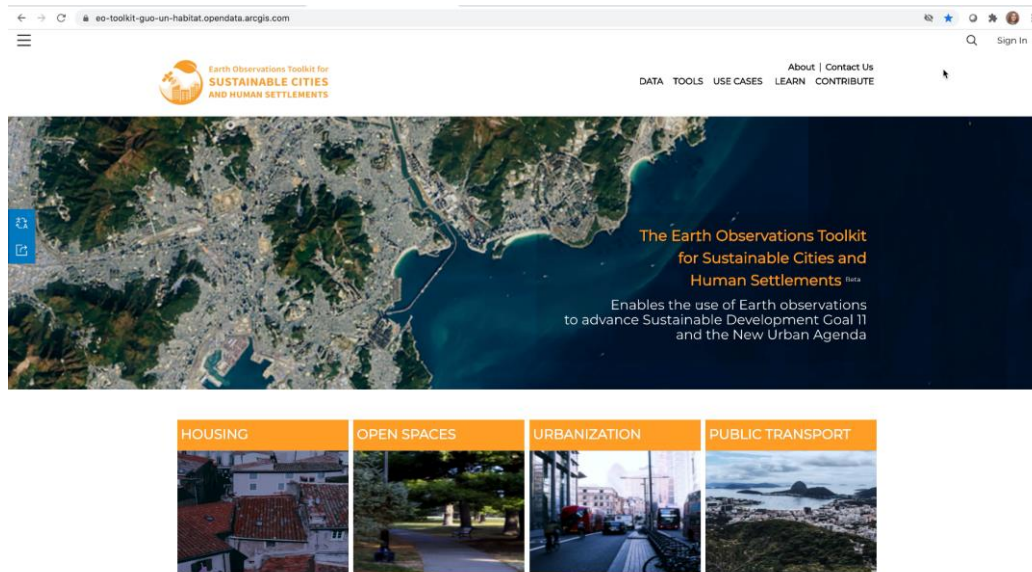 eo-toolkit-guo-un-habitat.opendata.arcgis.com
Sign In
Earth Observations Toolkit for
SUSTAINABLE CITIES
AND HUMAN SETTLEMENTS
About | Contact Us
DATA TOOLS USE CASES LEARN CONTRIBUTE
The Earth Observations Toolkit
for Sustainable Cities and
Human Settlements Beta
Enables the use of Earth observations
to advance Sustainable Development Goal 11
and the New Urban Agenda
HOUSING OPEN SPACES URBANIZATION PUBLIC TRANSPORT